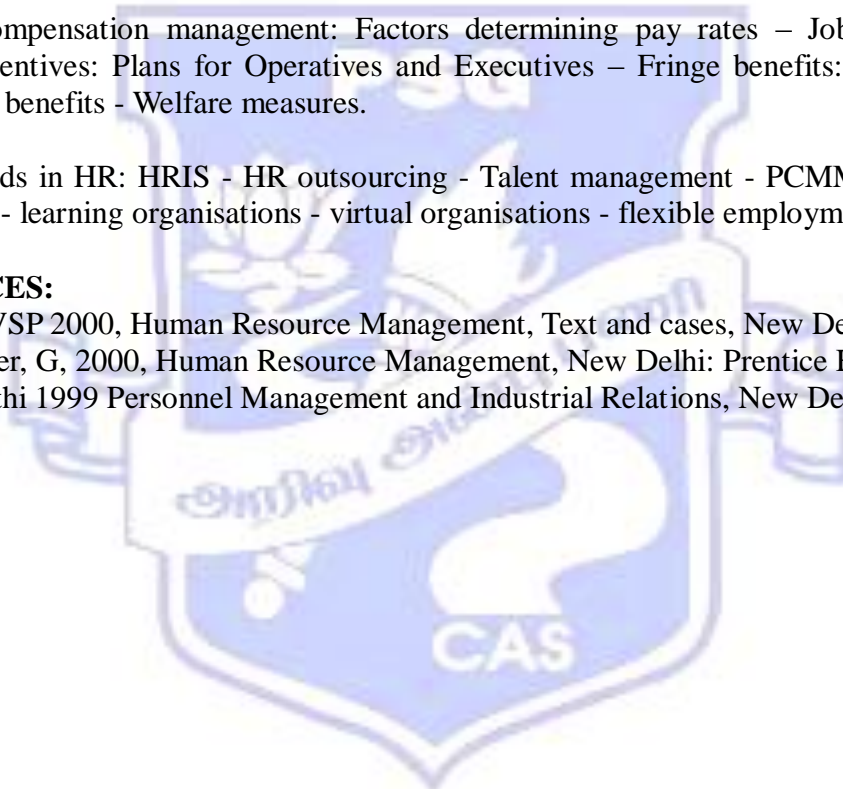 ompensation management: Factors determining pay rates – Job
entives: Plans for Operatives and Executives – Fringe benefits:
benefits - Welfare measures.
ds in HR: HRIS - HR outsourcing - Talent management - PCMM
- learning organisations - virtual organisations - flexible employm
CES:
VSP 2000, Human Resource Management, Text and cases, New De
er, G, 2000, Human Resource Management, New Delhi: Prentice
thi 1999 Personnel Management and Industrial Relations, New De
PSG
அறிவு
CAS